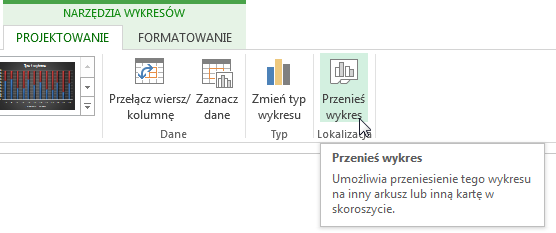 NARZĘDZIA WYKRESÓW
PROJEKTOWANIE FORMATOWANIE
Przełącz wiersz/
kolumnę
Zaznacz
dane
Zmień typ
wykresu
Przenieś
wykres
Dane Typ Lokalizacja
Przenieś wykres
Umożliwia przeniesienie tego wykresu
na inny arkusz lub inną kartę w
skoroszycie.